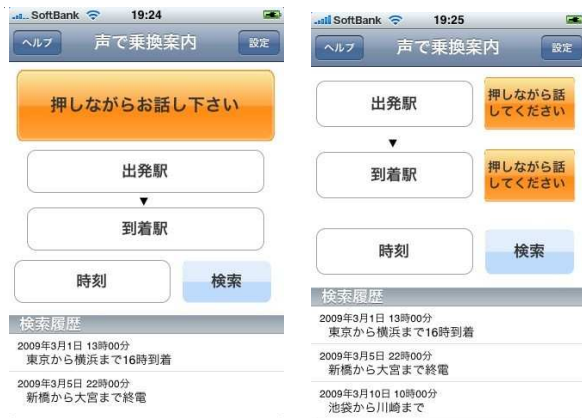 SoftBank 19:24
ヘルプ 声で乗換案内 設定
押しながらお話し下さい
出発駅
▼
到着駅
時刻 検索
検索履歴
2009年3月1日 13時00分
東京から横浜まで16時到着
2009年3月5日 22時00分
新橋から大宮まで終電
SoftBank 19:25
ヘルプ 声で乗換案内 設定
出発駅
押しながら話
してください
▼
到着駅
押しながら話
してください
時刻 検索
検索履歴
2009年3月1日 13時00分
東京から横浜まで16時到着
2009年3月5日 22時00分
新橋から大宮まで終電
2009年3月10日 10時00分
池袋から川崎まで